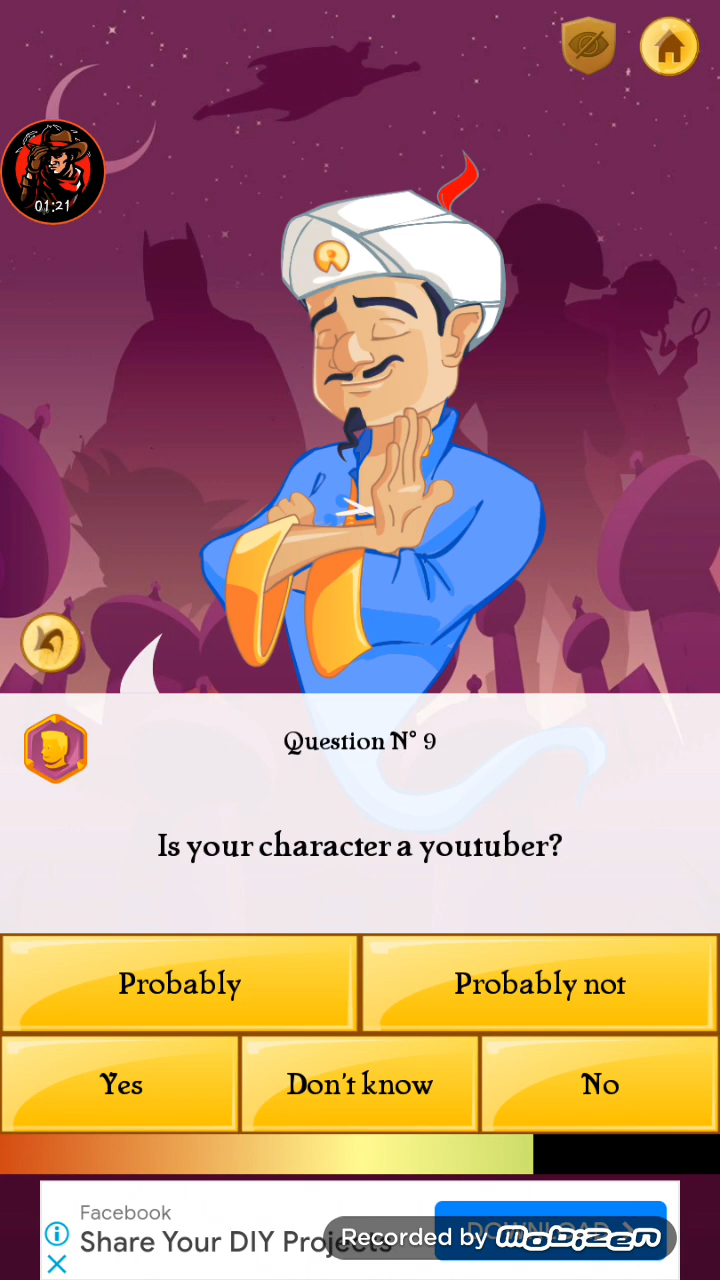 01:21
Question N° 9
Is your character a youtuber?
Probably
Probably not
Yes
Don't know
No
Facebook
Share Your DIY Projects
DOWNLOAD
Recorded by mobizen